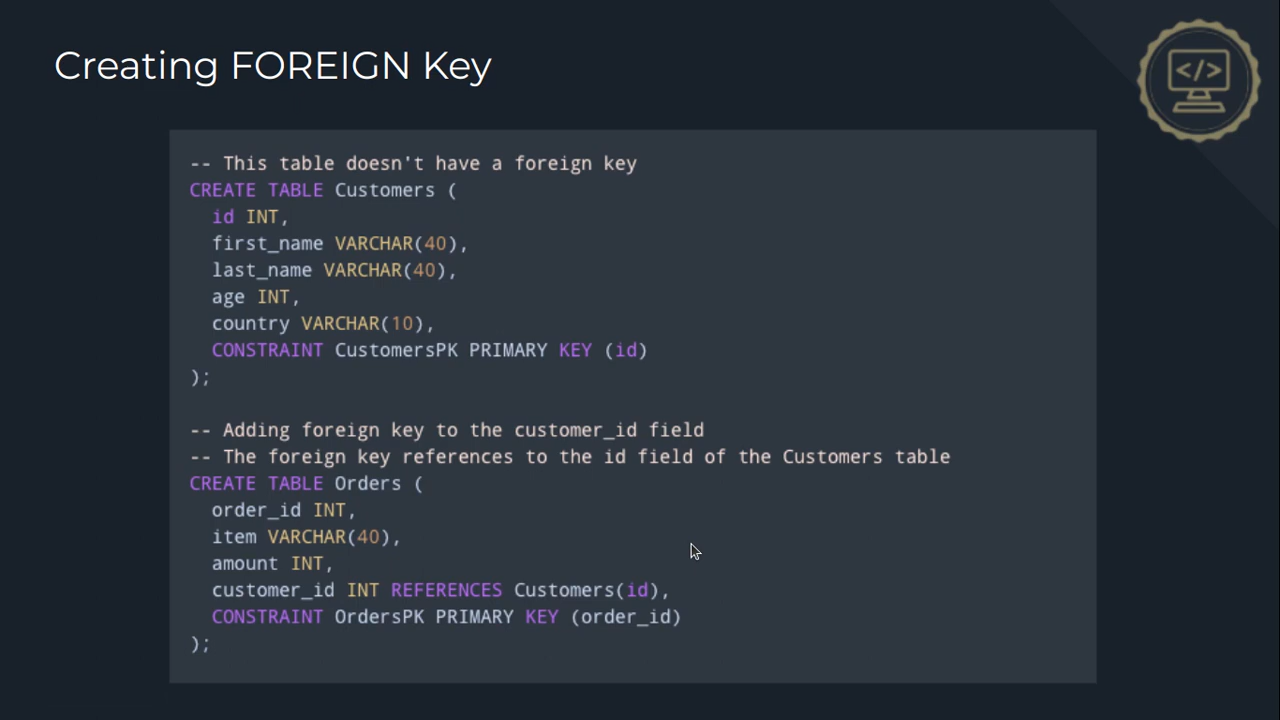 Creating FOREIGN Key
</>
-- This table doesn't have a foreign key
CREATE TABLE Customers (
  id INT,
  first_name VARCHAR(40),
  last_name VARCHAR(40),
  age INT,
  country VARCHAR(10),
  CONSTRAINT CustomersPK PRIMARY KEY (id)
);
-- Adding foreign key to the customer_id field
-- The foreign key references to the id field of the Customers table
CREATE TABLE Orders (
  order_id INT,
  item VARCHAR(40),
  amount INT,
  customer_id INT REFERENCES Customers(id),
  CONSTRAINT OrdersPK PRIMARY KEY (order_id)
);